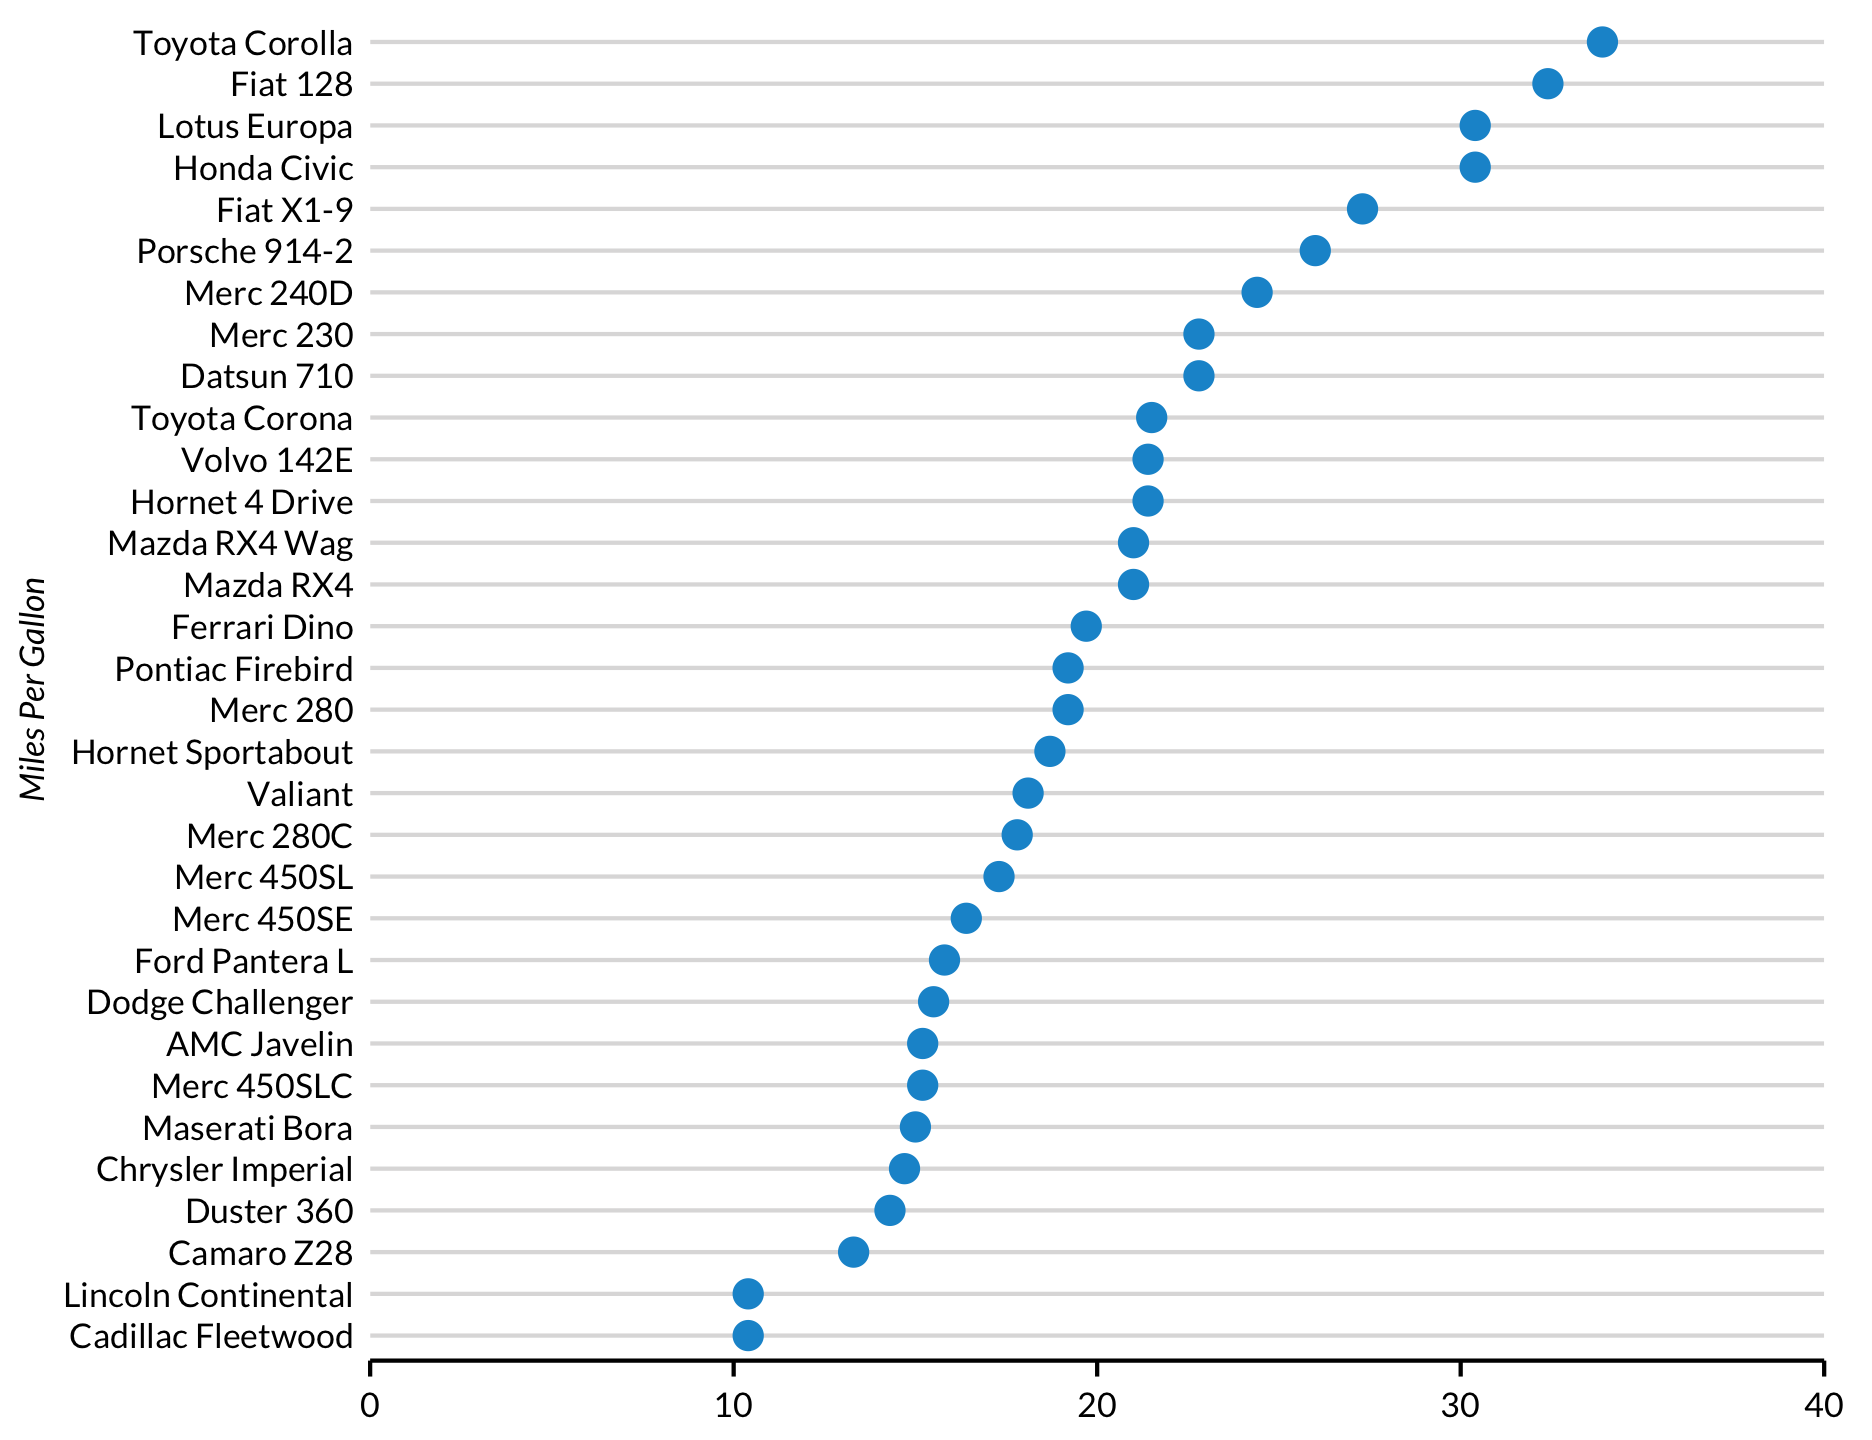 Toyota Corolla
Fiat 128
Lotus Europa
Honda Civic
Fiat X1-9
Porsche 914-2
Merc 240D
Merc 230
Datsun 710
Toyota Corona
Volvo 142E
Hornet 4 Drive
Mazda RX4 Wag
Mazda RX4
Ferrari Dino
Pontiac Firebird
Merc 280
Hornet Sportabout
Valiant
Merc 280C
Merc 450SL
Merc 450SE
Ford Pantera L
Dodge Challenger
AMC Javelin
Merc 450SLC
Maserati Bora
Chrysler Imperial
Duster 360
Camaro Z28
Lincoln Continental
Cadillac Fleetwood
Miles Per Gallon
0 10 20 30 40